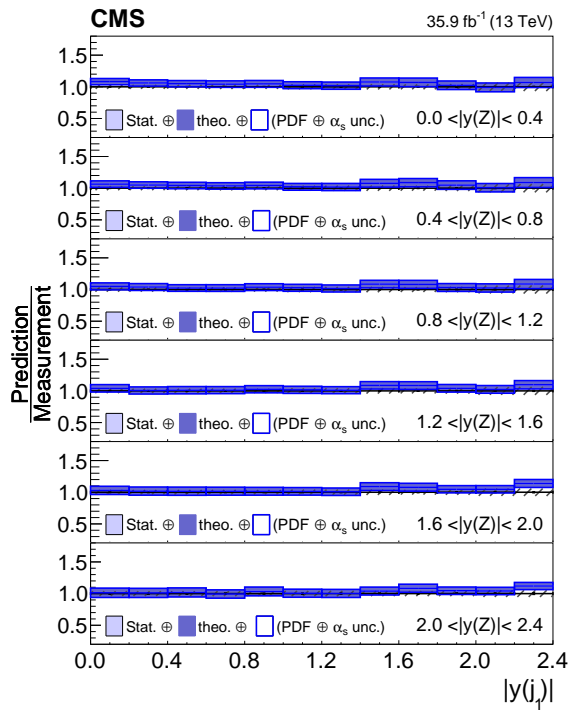 CMS 35.9 fb⁻¹ (13 TeV)
1.5
1.0
0.5
Stat. ⊕ theo. ⊕ (PDF ⊕ αₛ unc.) 0.0 <|y(Z)|< 0.4
1.5
1.0
0.5
Stat. ⊕ theo. ⊕ (PDF ⊕ αₛ unc.) 0.4 <|y(Z)|< 0.8
1.5
1.0
0.5
Stat. ⊕ theo. ⊕ (PDF ⊕ αₛ unc.) 0.8 <|y(Z)|< 1.2
Prediction
Measurement
1.5
1.0
0.5
Stat. ⊕ theo. ⊕ (PDF ⊕ αₛ unc.) 1.2 <|y(Z)|< 1.6
1.5
1.0
0.5
Stat. ⊕ theo. ⊕ (PDF ⊕ αₛ unc.) 1.6 <|y(Z)|< 2.0
1.5
1.0
0.5
Stat. ⊕ theo. ⊕ (PDF ⊕ αₛ unc.) 2.0 <|y(Z)|< 2.4
0.0 0.4 0.8 1.2 1.6 2.0 2.4
|y(j₁)|